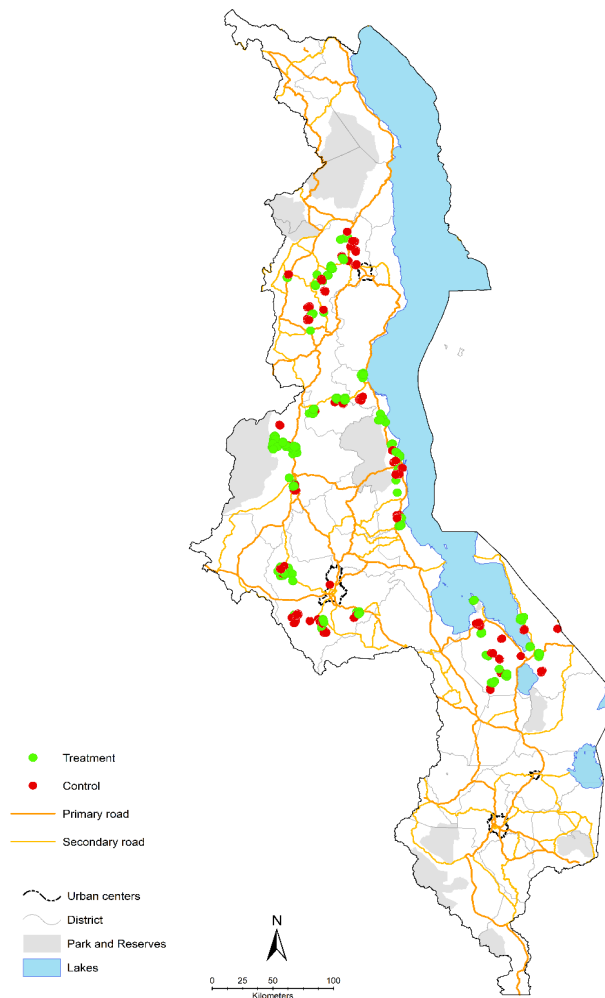 Treatment
Control
Primary road
Secondary road
Urban centers
District
Park and Reserves
Lakes
N
0 25 50 100
Kilometers